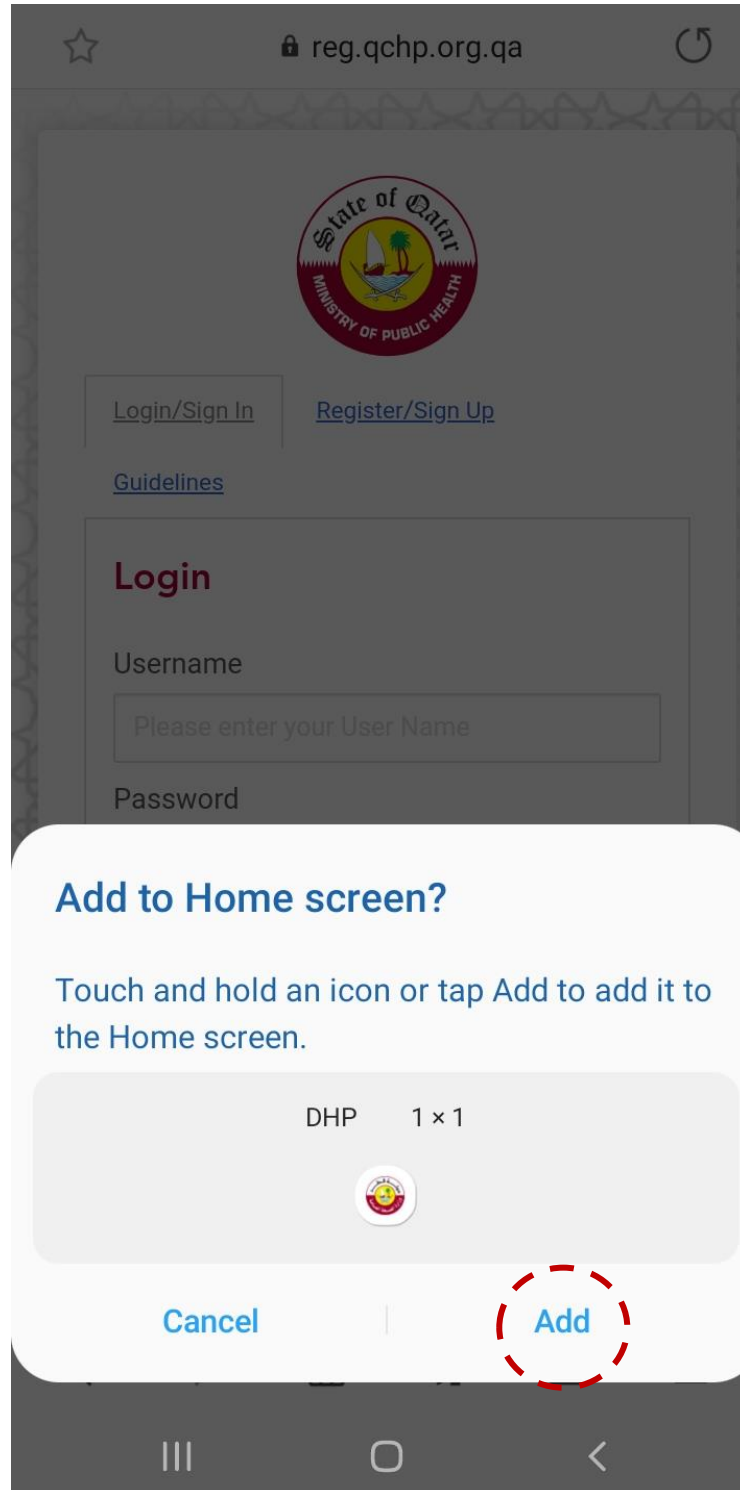 reg.qchp.org.qa
State of Qatar
MINISTRY OF PUBLIC HEALTH
Login/Sign In
Register/Sign Up
Guidelines
Login
Username
Please enter your User Name
Password
Add to Home screen?
Touch and hold an icon or tap Add to add it to
the Home screen.
DHP 1 × 1
Cancel
Add